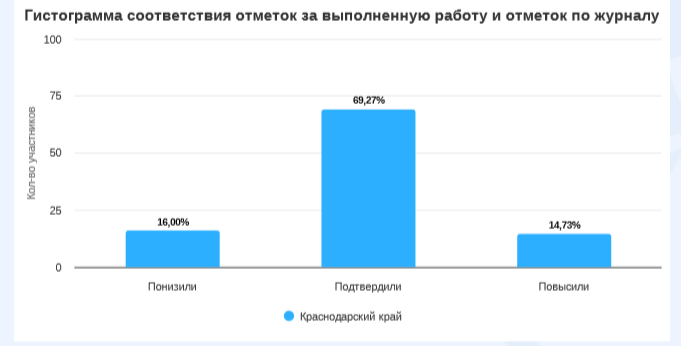 Гистограмма соответствия отметок за выполненную работу и отметок по журналу
100
75
50
25
0
Кол-во участников
16,00%
69,27%
14,73%
Понизили
Подтвердили
Повысили
Краснодарский край